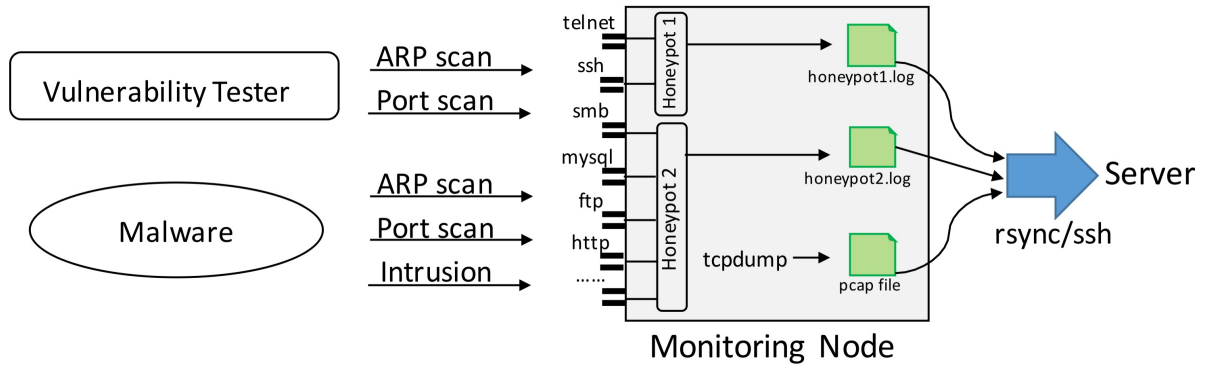 Vulnerability Tester
Malware
ARP scan
Port scan
ARP scan
Port scan
Intrusion
telnet
ssh
smb
mysql
ftp
http
......
Honeypot 1
Honeypot 2
honeypot1.log
honeypot2.log
tcpdump
pcap file
Monitoring Node
rsync/ssh
Server